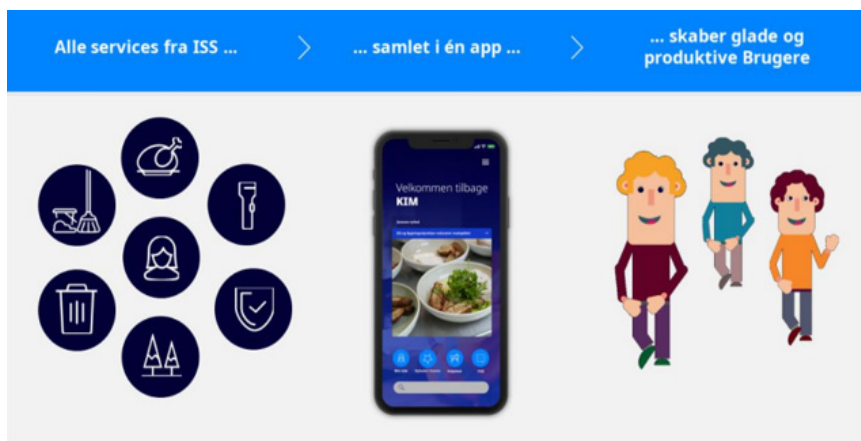 Alle services fra ISS ...
... samlet i én app ...
... skaber glade og
produktive Brugere
Velkommen tilbage
KIM